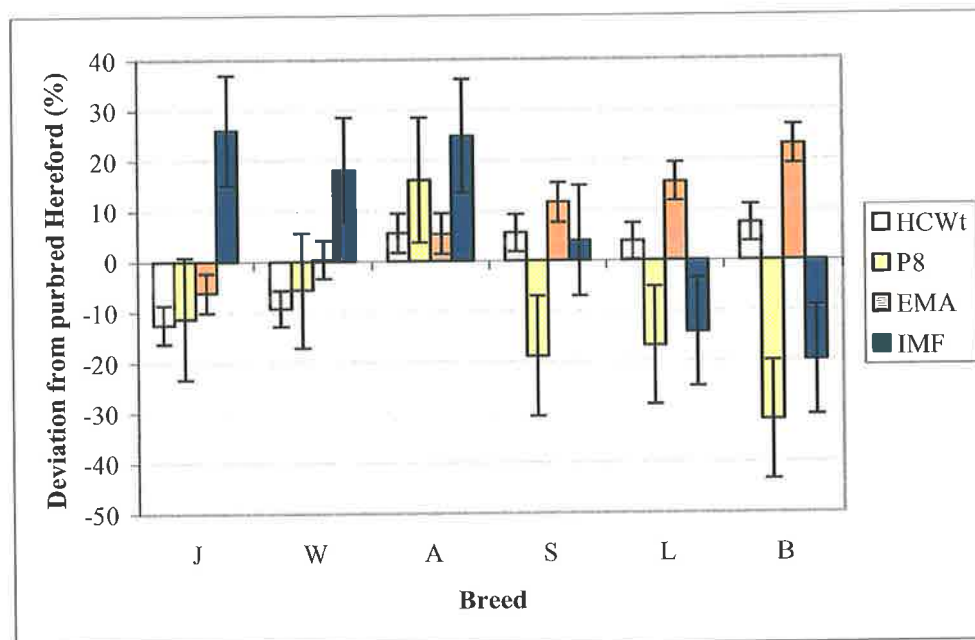 Deviation from purbred Hereford (%)
40
30
20
10
0
-10
-20
-30
-40
-50
J W A S L B
Breed
HCWt
P8
EMA
IMF